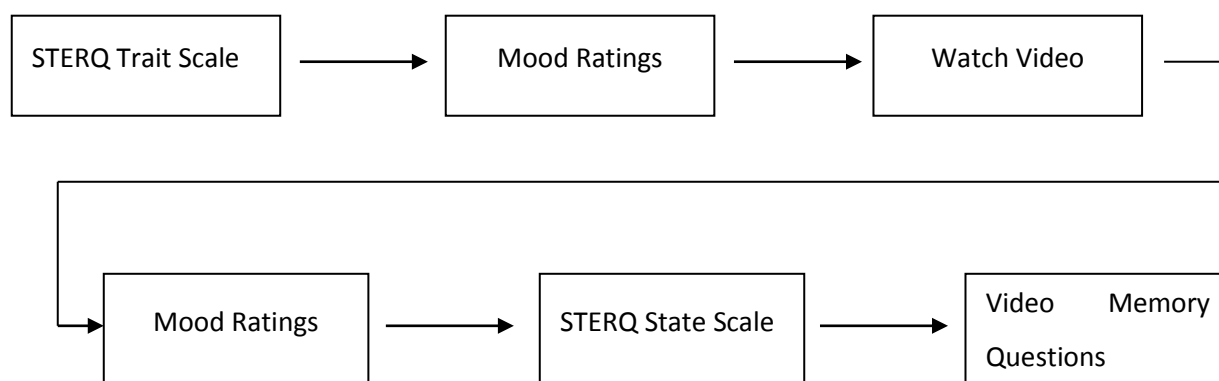 STERQ Trait Scale
Mood Ratings
Watch Video
Mood Ratings
STERQ State Scale
Video Memory
Questions